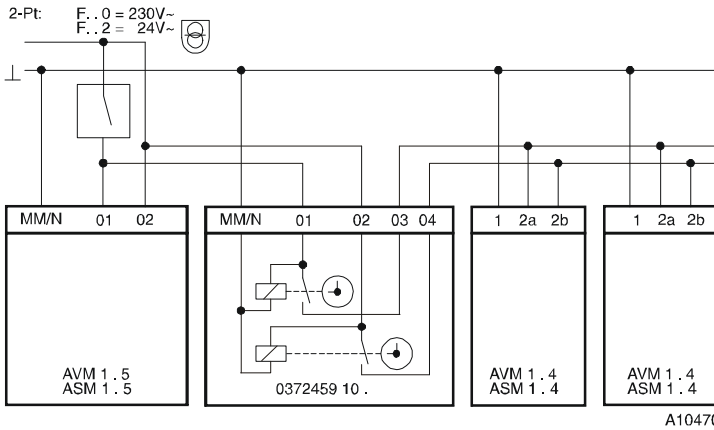 2-Pt: F . . 0 = 230V~
F . . 2 = 24V~
⊥
MM/N 01 02
MM/N 01 02 03 04
1 2a 2b
1 2a 2b
AVM 1 . 5
ASM 1 . 5
0372459 10 .
AVM 1 . 4
ASM 1 . 4
AVM 1 . 4
ASM 1 . 4
A10470